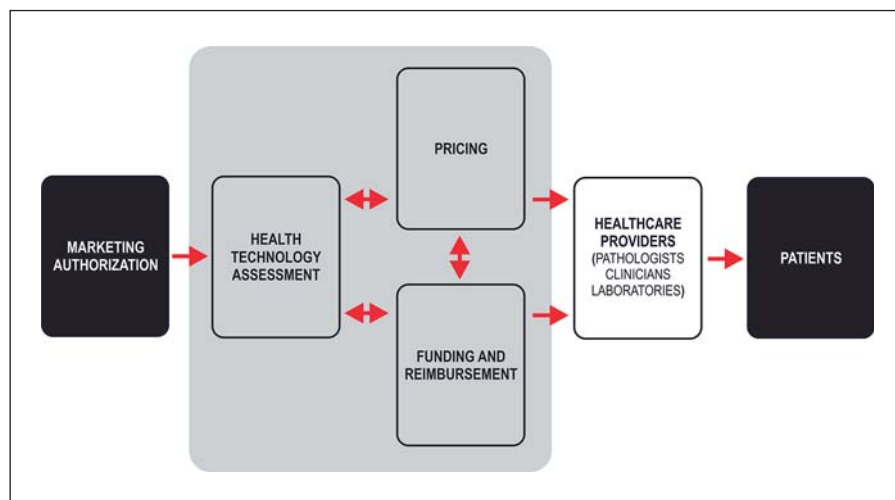 MARKETING
AUTHORIZATION
HEALTH
TECHNOLOGY
ASSESSMENT
PRICING
FUNDING AND
REIMBURSEMENT
HEALTHCARE
PROVIDERS
(PATHOLOGISTS
CLINICIANS
LABORATORIES)
PATIENTS